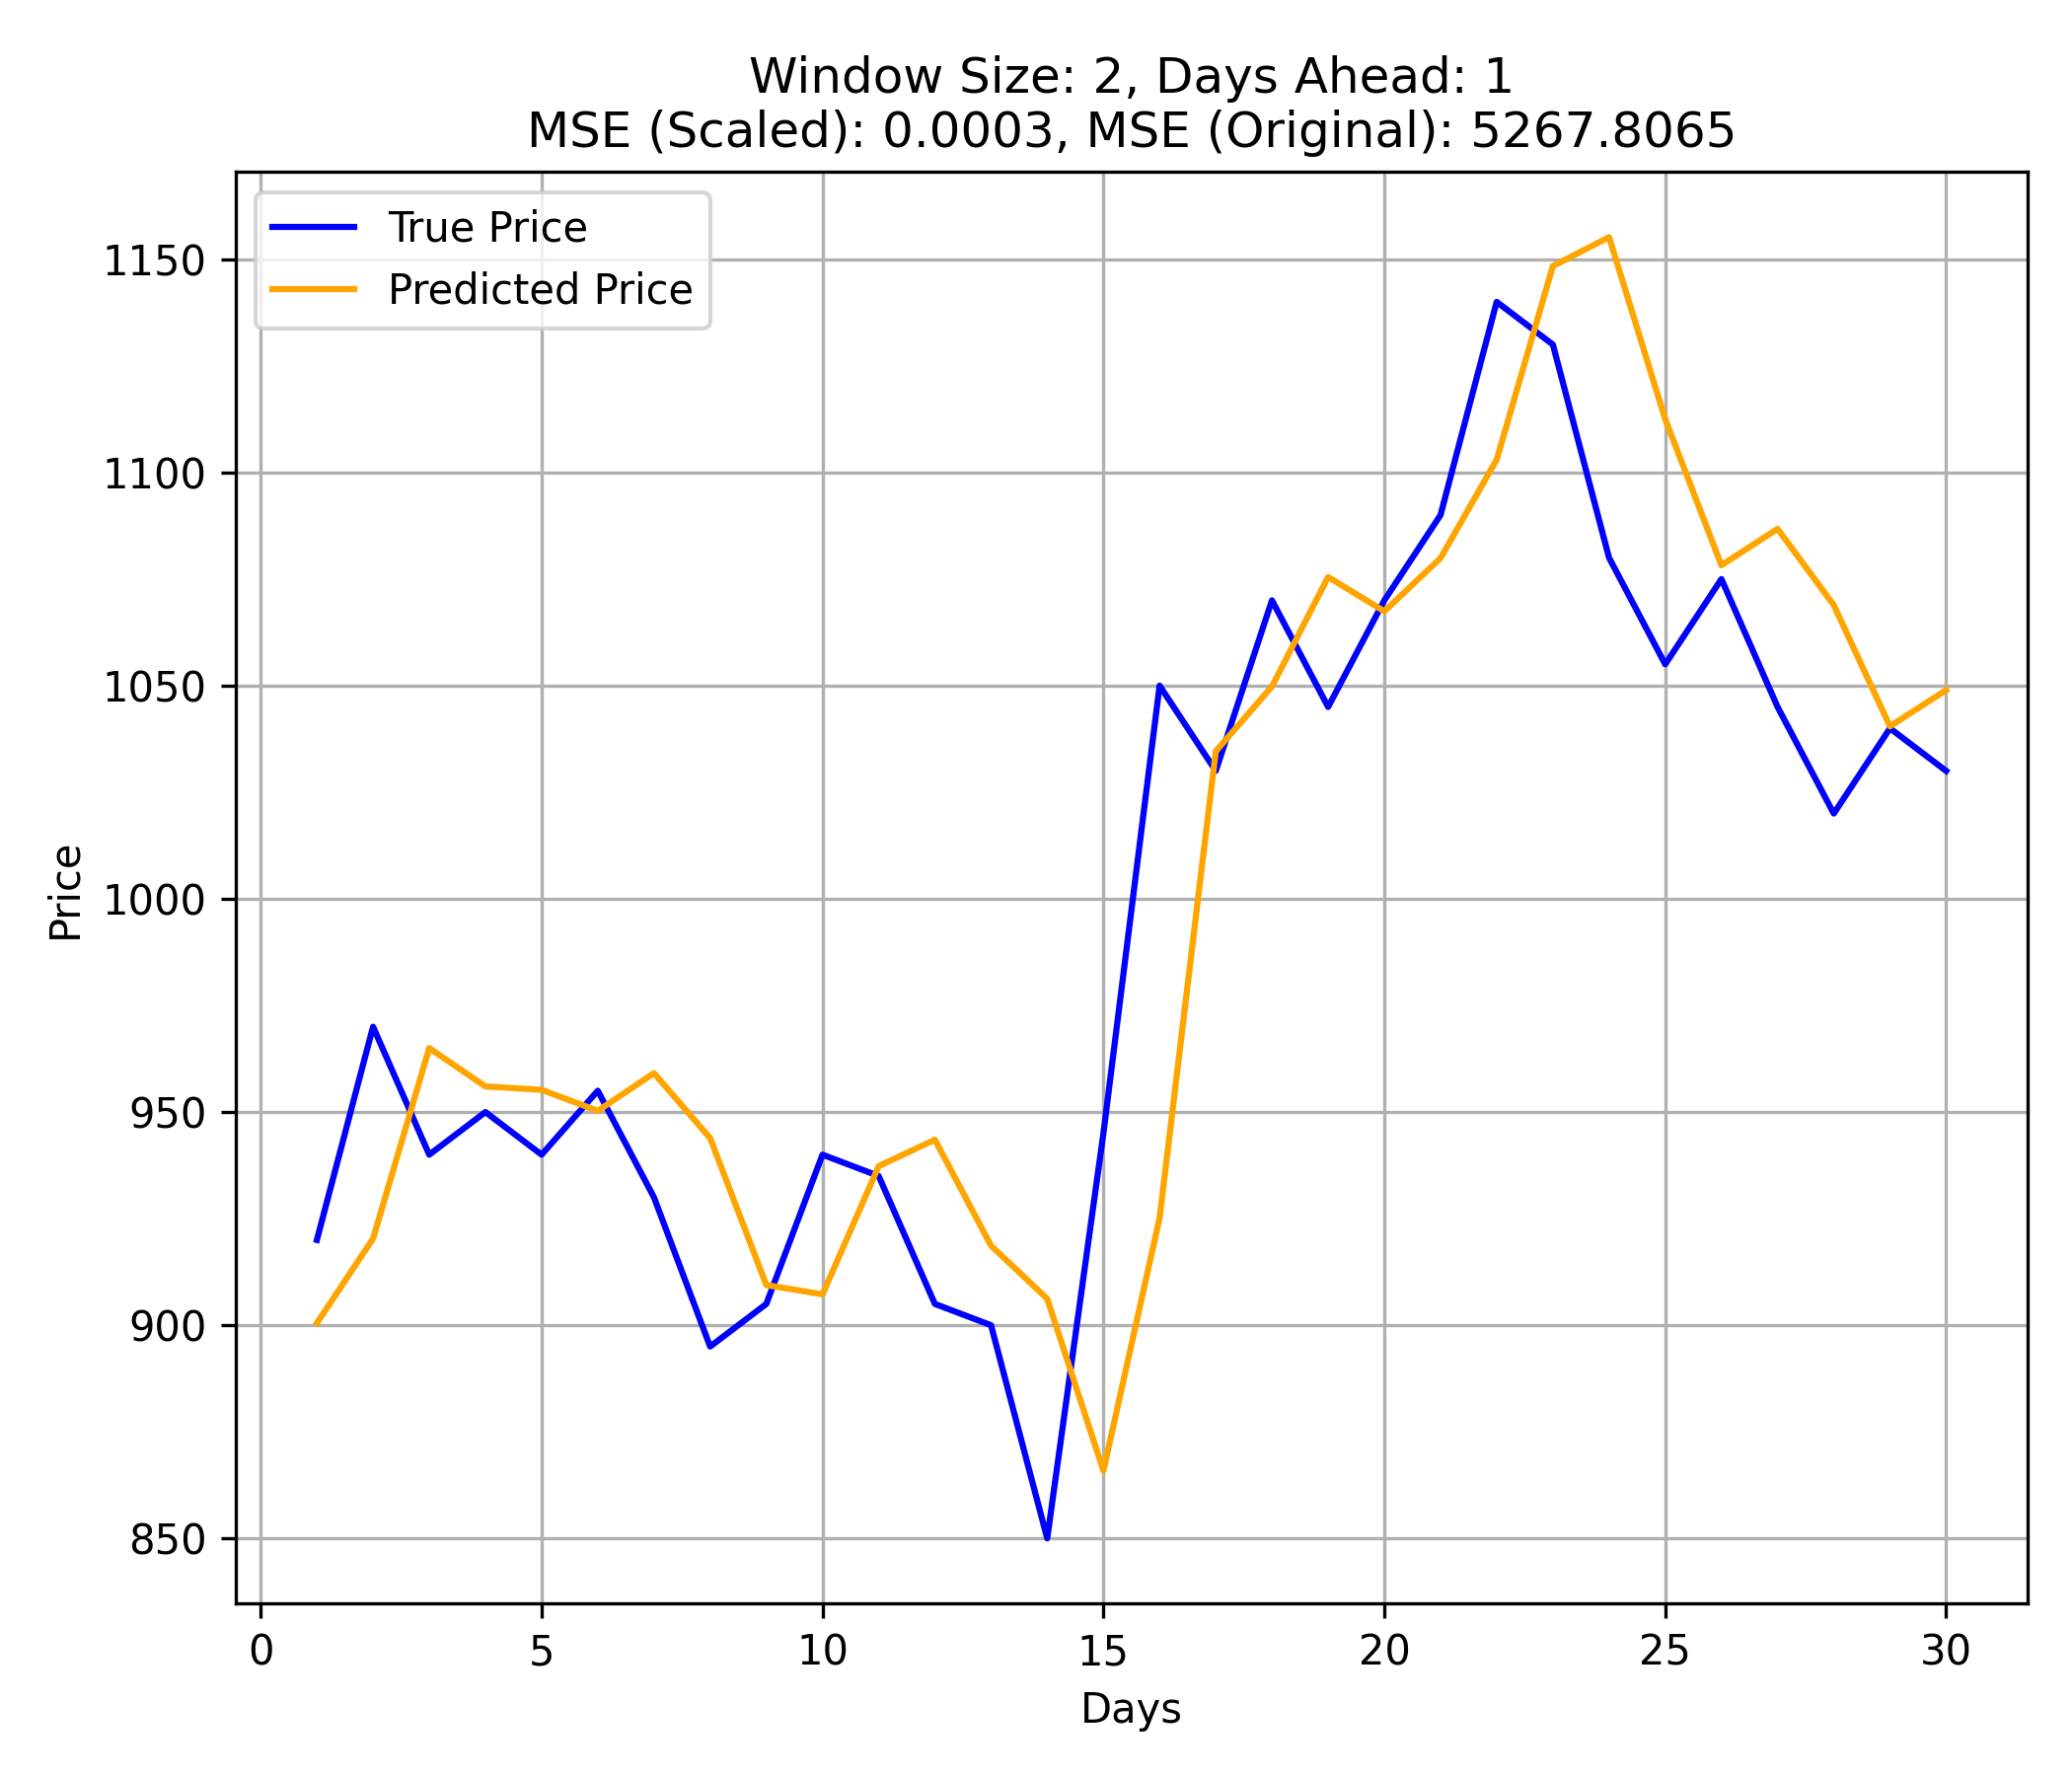 Window Size: 2, Days Ahead: 1
MSE (Scaled): 0.0003, MSE (Original): 5267.8065
True Price
Predicted Price
1150
1100
1050
1000
950
900
850
Price
0 5 10 15 20 25 30
Days